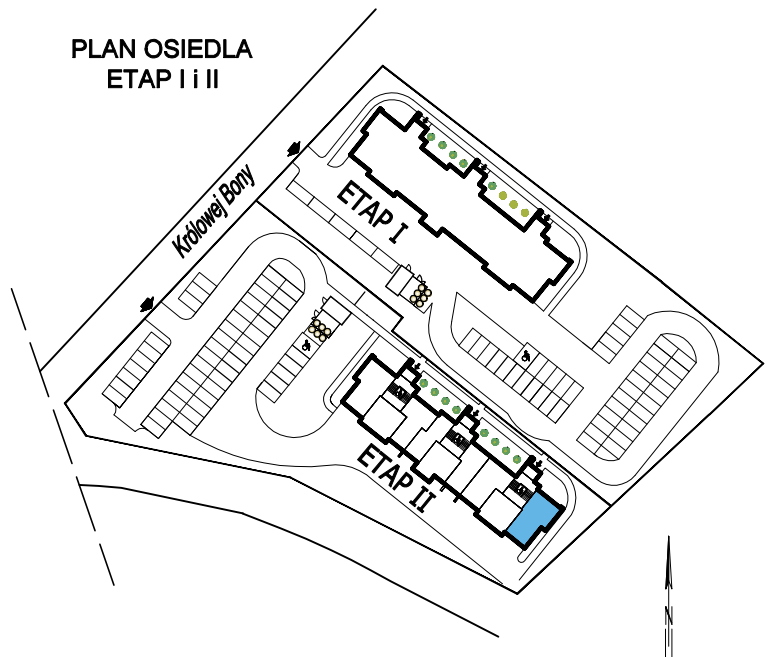 PLAN OSIEDLA
ETAP I i II
Królowej Bony
ETAP I
ETAP II
N